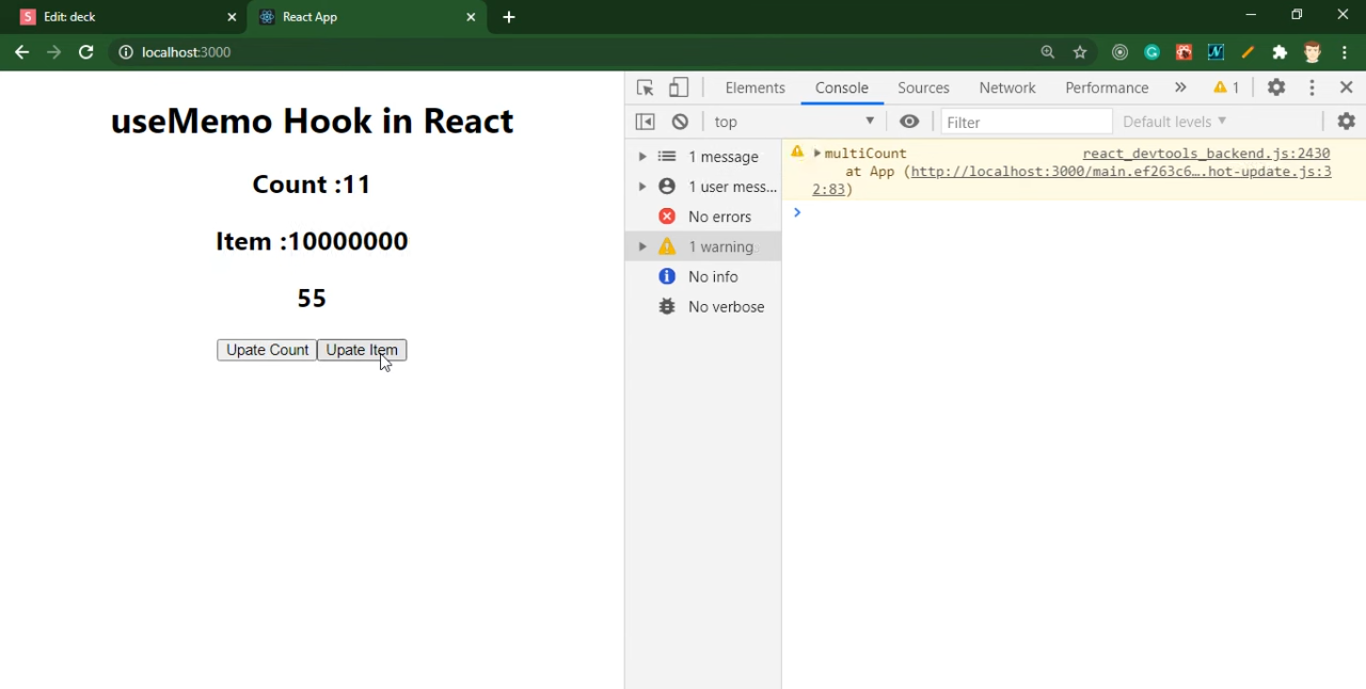 S Edit: deck
React App
localhost:3000
useMemo Hook in React
Count :11
Item :10000000
55
Upate Count Upate Item
Elements Console Sources Network Performance 1
top Filter Default levels
1 message
1 user mess...
No errors
1 warning
No info
No verbose
multiCount react_devtools_backend.js:2430
at App (http://localhost:3000/main.ef263c6….hot-update.js:3
2:83)